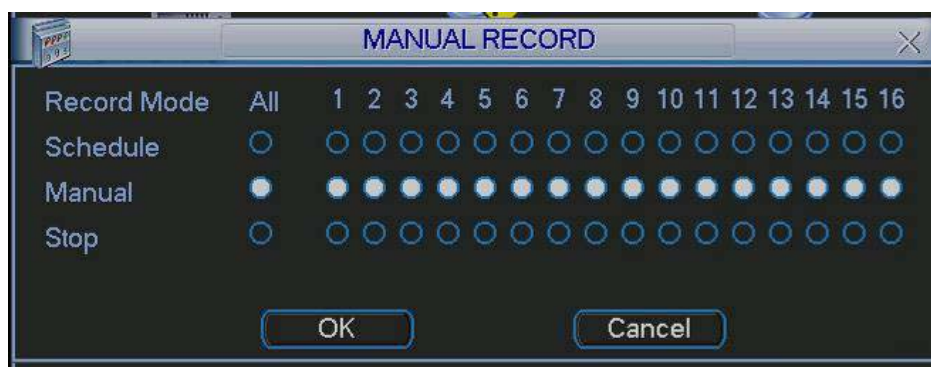 MANUAL RECORD
Record Mode All 1 2 3 4 5 6 7 8 9 10 11 12 13 14 15 16
Schedule
Manual
Stop
OK Cancel